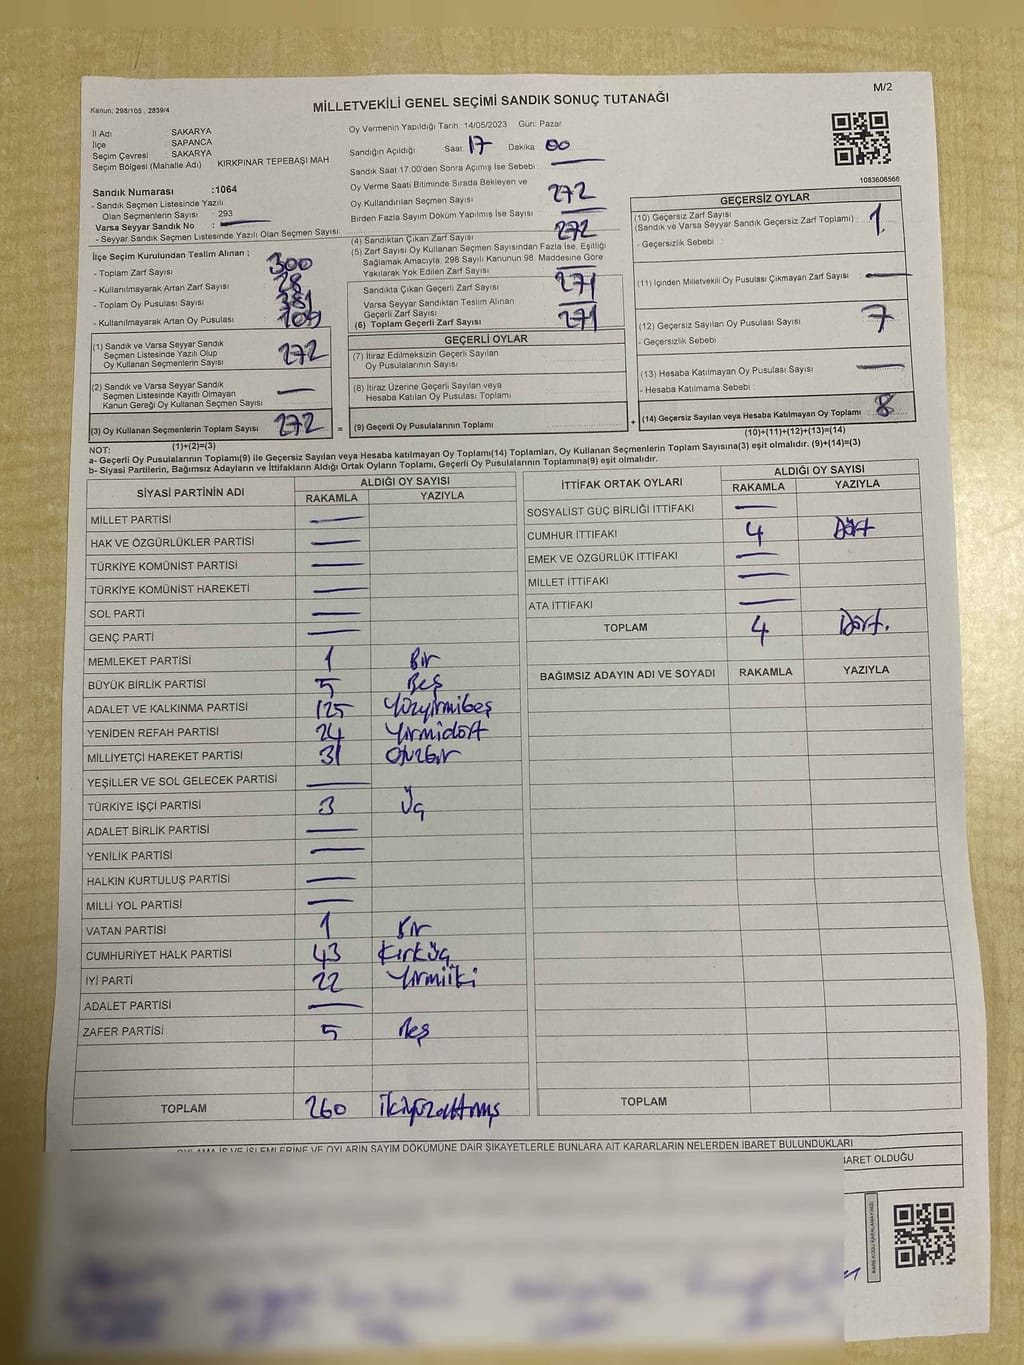 M/2
Kanun: 298/105 , 2839/4
MİLLETVEKİLİ GENEL SEÇİMİ SANDIK SONUÇ TUTANAĞI
İl Adı : SAKARYA
İlçe : SAPANCA
Seçim Çevresi : SAKARYA
Seçim Bölgesi (Mahalle Adı) : KIRKPINAR TEPEBAŞI MAH
Sandık Numarası :1064
- Sandık Seçmen Listesinde Yazılı
Olan Seçmenlerin Sayısı : 293
Varsa Seyyar Sandık No :
- Seyyar Sandık Seçmen Listesinde Yazılı Olan Seçmen Sayısı
İlçe Seçim Kurulundan Teslim Alınan :
- Toplam Zarf Sayısı 300
- Kullanılmayarak Artan Zarf Sayısı 28
- Toplam Oy Pusulası Sayısı 381
- Kullanılmayarak Artan Oy Pusulası 109
(1) Sandık ve Varsa Seyyar Sandık
Seçmen Listesinde Yazılı Olup
Oy Kullanan Seçmenlerin Sayısı 272
(2) Sandık ve Varsa Seyyar Sandık
Seçmen Listesinde Kayıtlı Olmayan
Kanun Gereği Oy Kullanan Seçmen Sayısı
(3) Oy Kullanan Seçmenlerin Toplam Sayısı 272 =
(1)+(2)=(3)
Oy Vermenin Yapıldığı Tarih 14/05/2023 Gün: Pazar
Sandığın Açıldığı Saat 17 Dakika 00
Sandık Saat 17:00'den Sonra Açımış İse Sebebi :
Oy Verme Saati Bitiminde Sırada Bekleyen ve
Oy Kullandırılan Seçmen Sayısı 272
Birden Fazla Sayım Döküm Yapılmış İse Sayısı
(4) Sandıktan Çıkan Zarf Sayısı 272
(5) Zarf Sayısı Oy Kullanan Seçmen Sayısından Fazla İse, Eşitliği
Sağlamak Amacıyla, 298 Sayılı Kanunun 98. Maddesine Göre
Yakılarak Yok Edilen Zarf Sayısı
Sandıkta Çıkan Geçerli Zarf Sayısı 271
Varsa Seyyar Sandıktan Teslim Alınan
Geçerli Zarf Sayısı
(6) Toplam Geçerli Zarf Sayısı 271
GEÇERLİ OYLAR
(7) İtiraz Edilmeksizin Geçerli Sayılan
Oy Pusulalarının Sayısı
(8) İtiraz Üzerine Geçerli Sayılan veya
Hesaba Katılan Oy Pusulası Toplamı
(9) Geçerli Oy Pusulalarının Toplamı +
1083606566
GEÇERSİZ OYLAR
(10) Geçersiz Zarf Sayısı
(Sandık ve Varsa Seyyar Sandık Geçersiz Zarf Toplamı) : 1
- Geçersizlik Sebebi :
(11) İçinden Milletvekili Oy Pusulası Çıkmayan Zarf Sayısı
(12) Geçersiz Sayılan Oy Pusulası Sayısı 7
- Geçersizlik Sebebi
(13) Hesaba Katılmayan Oy Pusulası Sayısı
- Hesaba Katılmama Sebebi :
(14) Geçersiz Sayılan veya Hesaba Katılmayan Oy Toplamı 8
(10)+(11)+(12)+(13)=(14)
NOT:
a- Geçerli Oy Pusulalarının Toplamı(9) ile Geçersiz Sayılan veya Hesaba katılmayan Oy Toplamı(14) Toplamları, Oy Kullanan Seçmenlerin Toplam Sayısına(3) eşit olmalıdır. (9)+(14)=(3)
b- Siyasi Partilerin, Bağımsız Adayların ve İttifakların Aldığı Ortak Oyların Toplamı, Geçerli Oy Pusulalarının Toplamına(9) eşit olmalıdır.
SİYASİ PARTİNİN ADI ALDIĞI OY SAYISI
RAKAMLA YAZIYLA
MİLLET PARTİSİ
HAK VE ÖZGÜRLÜKLER PARTİSİ
TÜRKİYE KOMÜNİST PARTİSİ
TÜRKİYE KOMÜNİST HAREKETİ
SOL PARTİ
GENÇ PARTİ
MEMLEKET PARTİSİ 1 Bir
BÜYÜK BİRLİK PARTİSİ 5 Beş
ADALET VE KALKINMA PARTİSİ 125 Yüzyirmibeş
YENİDEN REFAH PARTİSİ 24 Yirmidört
MİLLİYETÇİ HAREKET PARTİSİ 31 Otuzbir
YEŞİLLER VE SOL GELECEK PARTİSİ
TÜRKİYE İŞÇİ PARTİSİ 3 Üç
ADALET BİRLİK PARTİSİ
YENİLİK PARTİSİ
HALKIN KURTULUŞ PARTİSİ
MİLLİ YOL PARTİSİ
VATAN PARTİSİ 1 Bir
CUMHURİYET HALK PARTİSİ 43 Kırküç
İYİ PARTİ 22 Yirmiiki
ADALET PARTİSİ
ZAFER PARTİSİ 5 Beş
TOPLAM 260 İkiyüzaltmış
İTTİFAK ORTAK OYLARI ALDIĞI OY SAYISI
RAKAMLA YAZIYLA
SOSYALİST GÜÇ BİRLİĞİ İTTİFAKI
CUMHUR İTTİFAKI 4 Dört
EMEK VE ÖZGÜRLÜK İTTİFAKI
MİLLET İTTİFAKI
ATA İTTİFAKI
TOPLAM 4 Dört.
BAĞIMSIZ ADAYIN ADI VE SOYADI RAKAMLA YAZIYLA
TOPLAM
OYLAMA İŞ VE İŞLEMLERİNE VE OYLARIN SAYIM DÖKÜMÜNE DAİR ŞİKAYETLERLE BUNLARA AİT KARARLARIN NELERDEN İBARET BULUNDUKLARI
İBARET OLDUĞU
KARE KODU KARALAMAYINIZ!